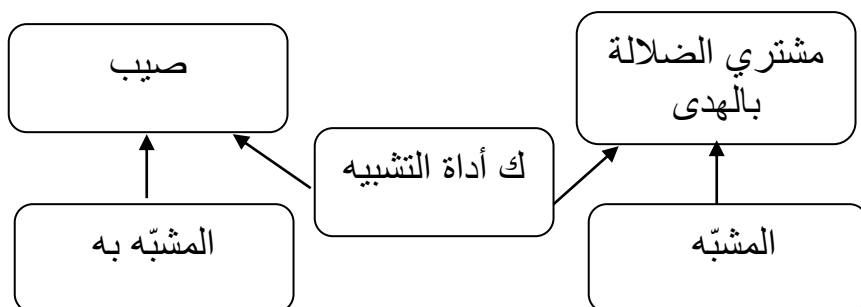 مشتري الضلالة
بالهدى
صيب
ك أداة التشبيه
المشبّه
المشبّه به